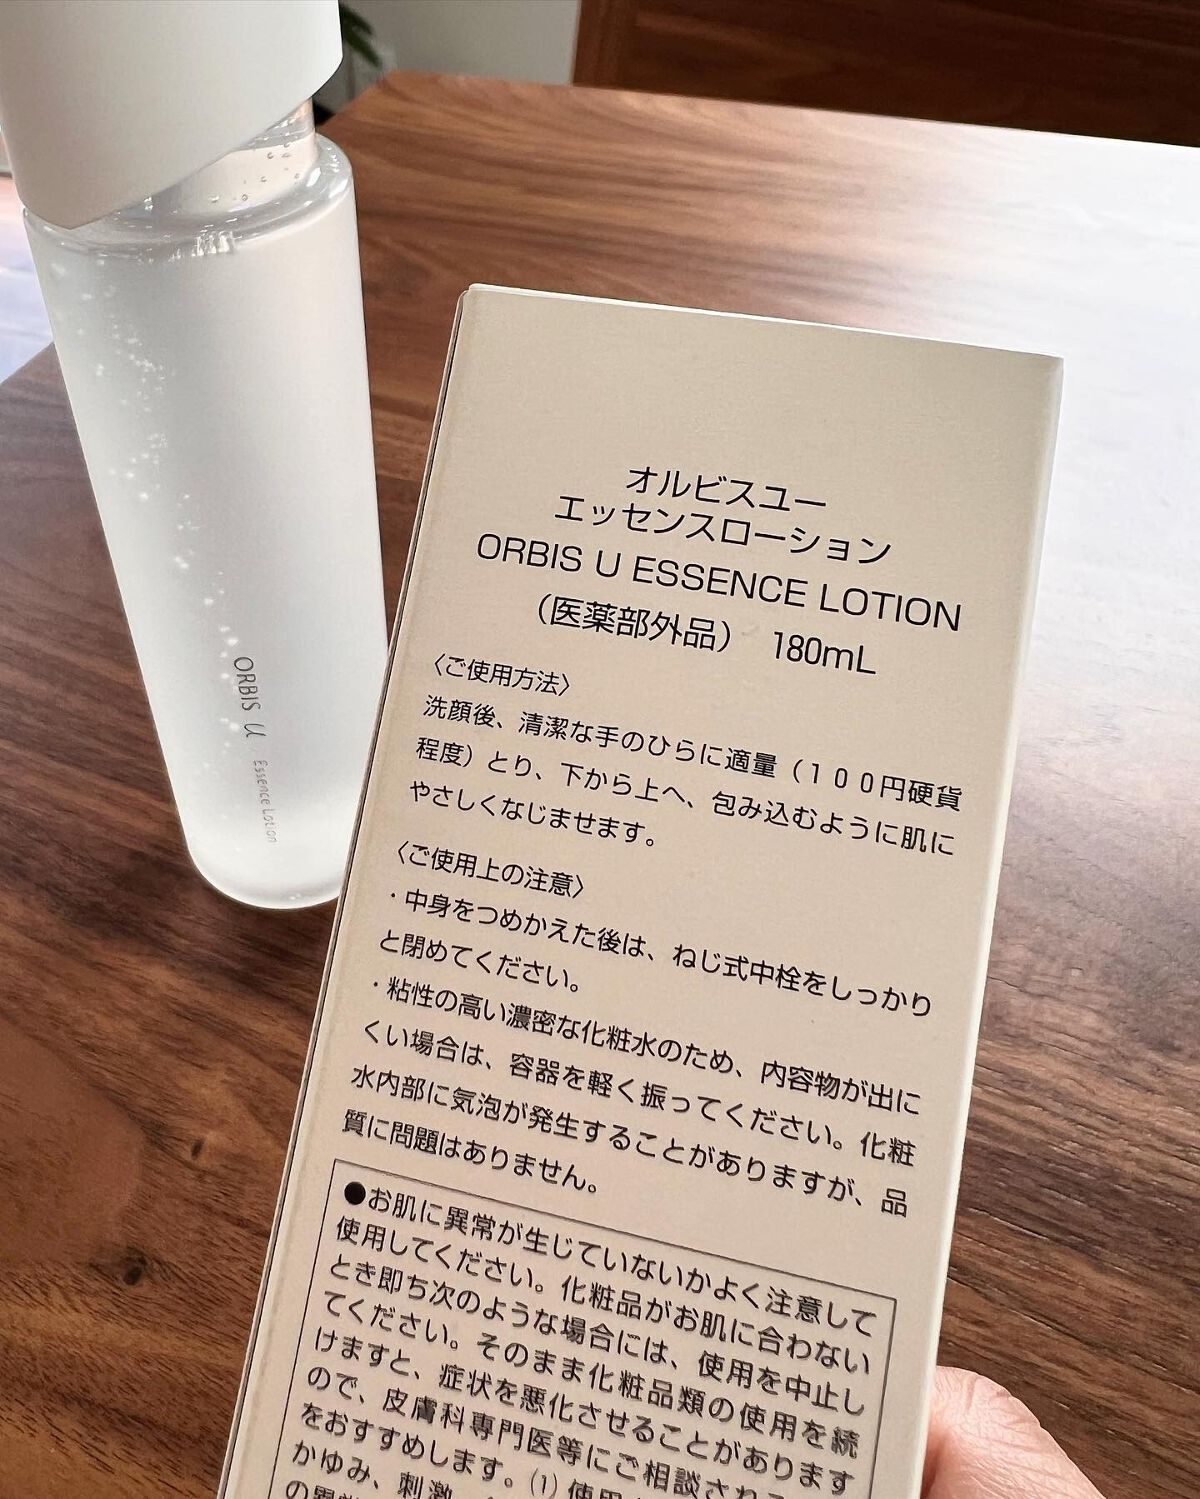 ORBIS U
Essence Lotion
オルビスユー
エッセンスローション
ORBIS U ESSENCE LOTION
(医薬部外品) 180mL
〈ご使用方法〉
洗顔後、清潔な手のひらに適量(100円硬貨
程度)とり、下から上へ、包み込むように肌に
やさしくなじませます。
〈ご使用上の注意〉
・中身をつめかえた後は、ねじ式中栓をしっかり
と閉めてください。
・粘性の高い濃密な化粧水のため、内容物が出に
くい場合は、容器を軽く振ってください。化粧
水内部に気泡が発生することがありますが、品
質に問題はありません。
●お肌に異常が生じていないかよく注意して
使用してください。化粧品がお肌に合わない
とき即ち次のような場合には、使用を中止し
てください。そのまま化粧品類の使用を続
けますと、症状を悪化させることがあります
ので、皮膚科専門医等にご相談される
をおすすめします。(1)使用
かゆみ、刺激